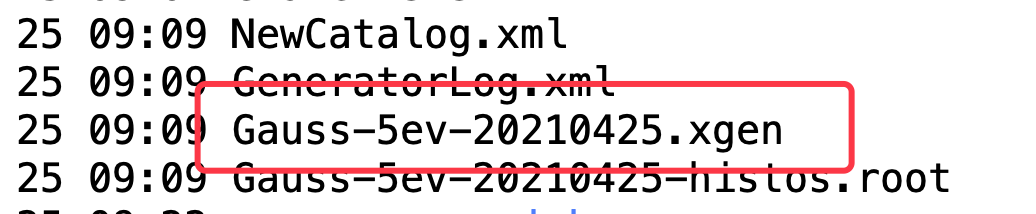 25 09:09 NewCatalog.xml
25 09:09 GeneratorLog.xml
25 09:09 Gauss-5ev-20210425.xgen
25 09:09 Gauss-5ev-20210425-histos.root